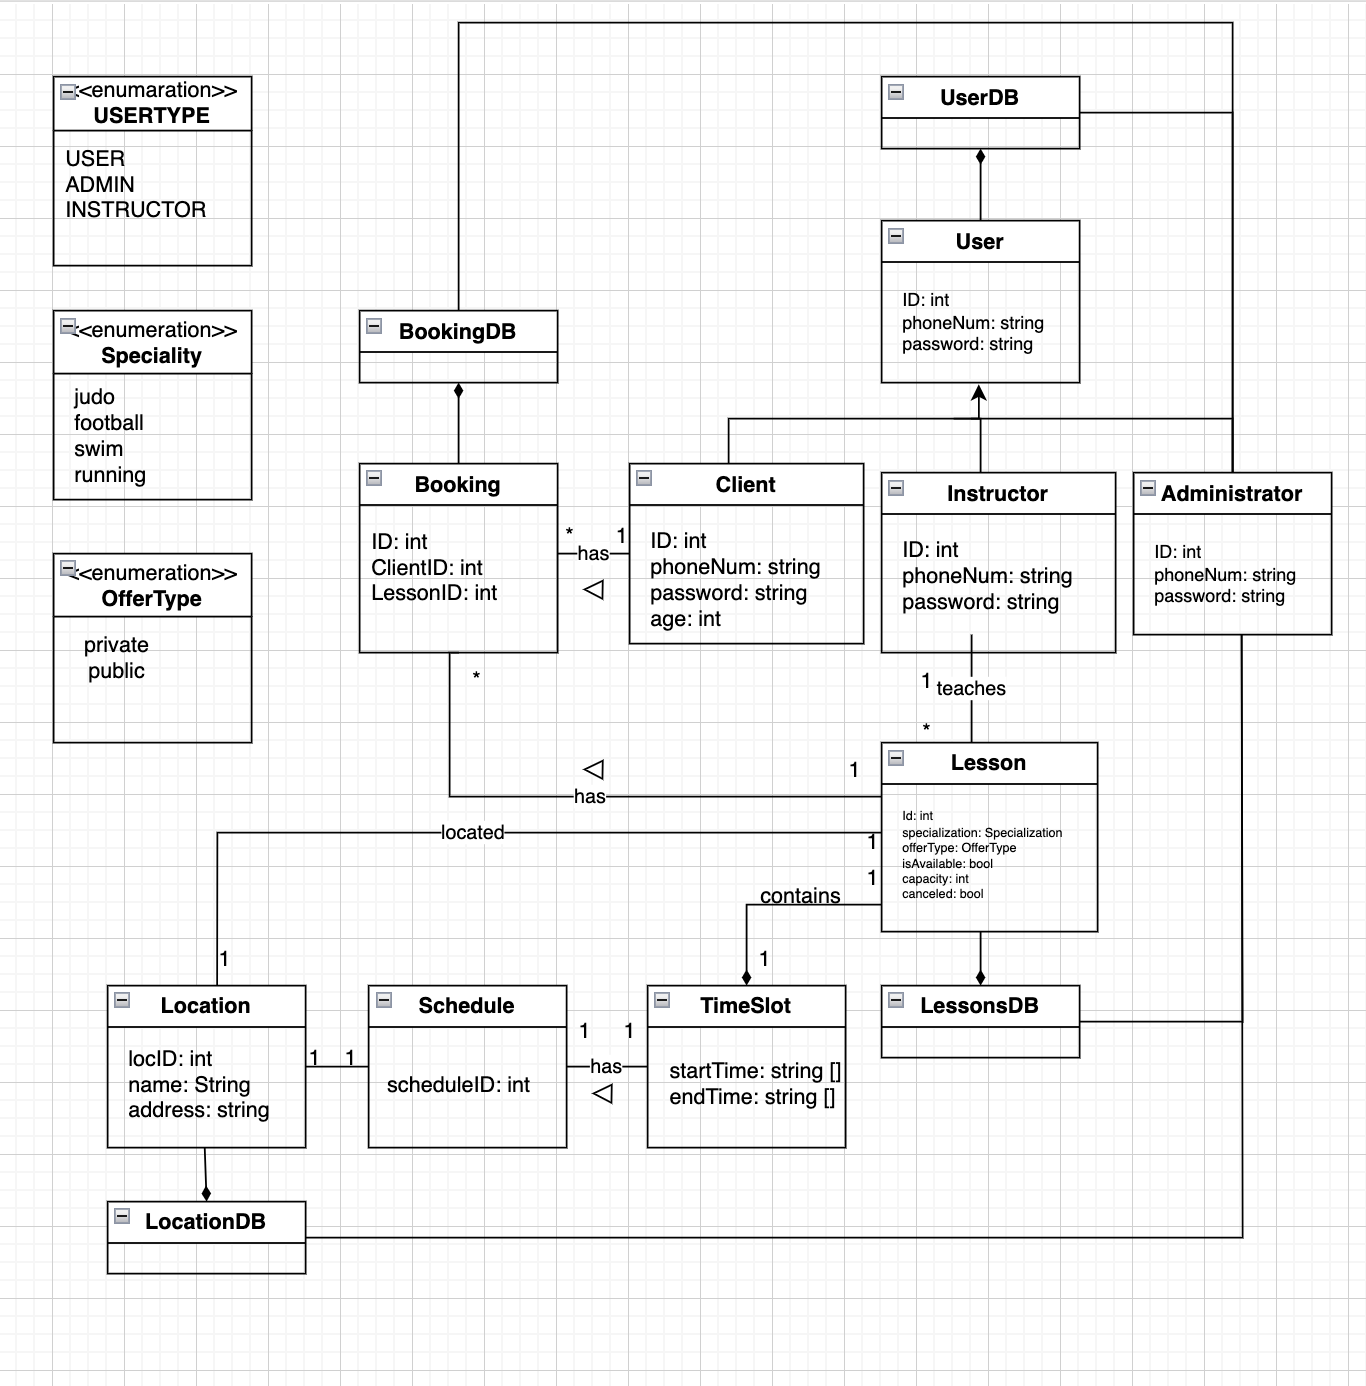 <<enumaration>>
USERTYPE
USER
ADMIN
INSTRUCTOR
<<enumeration>>
Speciality
judo
football
swim
running
<<enumeration>>
OfferType
private
public
UserDB
User
ID: int
phoneNum: string
password: string
BookingDB
Booking
ID: int
ClientID: int
LessonID: int
* 1
has
Client
ID: int
phoneNum: string
password: string
age: int
Instructor
ID: int
phoneNum: string
password: string
Administrator
ID: int
phoneNum: string
password: string
1
teaches
*
*
1
has
Lesson
Id: int
specialization: Specialization
offerType: OfferType
isAvailable: bool
capacity: int
canceled: bool
located
1
1
contains
1
1
Location
locID: int
name: String
address: string
1 1
Schedule
scheduleID: int
1 1
has
TimeSlot
startTime: string []
endTime: string []
LessonsDB
LocationDB